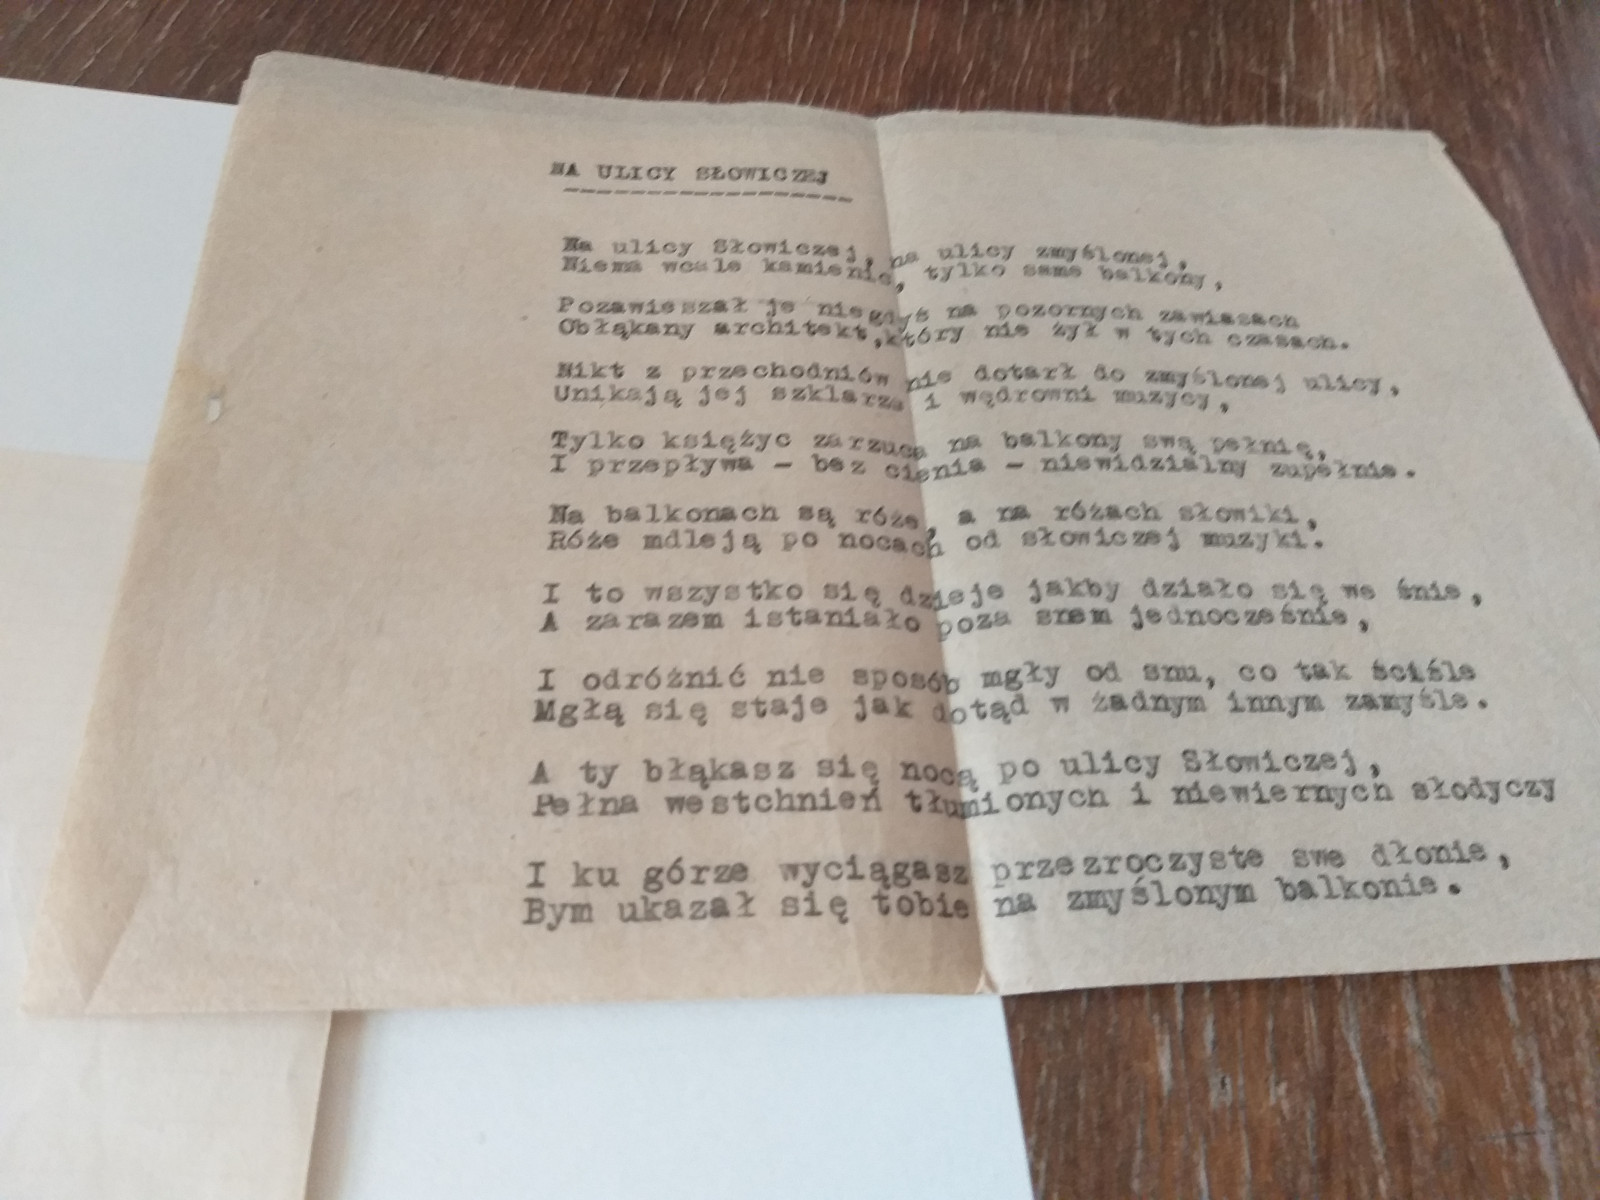 NA ULICY SŁOWICZEJ
Na ulicy Słowiczej, na ulicy zmyślonej,
Niema wcale kamienic, tylko same balkony,
Pozawieszał je niegdyś na pozornych zawiasach
Obłąkany architekt,który nie żył w tych czasach.
Nikt z przechodniów nie dotarł do zmyślonej ulicy,
Unikają jej szklarze i wędrowni muzycy,
Tylko księżyc zarzuca na balkony swą pełnię,
I przepływa - bez cienia - niewidzialny zupełnie.
Na balkonach są róże, a na różach słowiki,
Róże mdleją po nocach od słowiczej muzyki.
I to wszystko się dzieje jakby działo się we śnie,
A zarazem istaniało poza snem jednocześnie,
I odróżnić nie sposób mgły od snu, co tak ściśle
Mgłą się staje jak dotąd w żadnym innym zamyśle.
A ty błąkasz się nocą po ulicy Słowiczej,
Pełna westchnień tłumionych i niewiernych słodyczy
I ku górze wyciągasz przezroczyste swe dłonie,
Bym ukazał się tobie na zmyślonym balkonie.